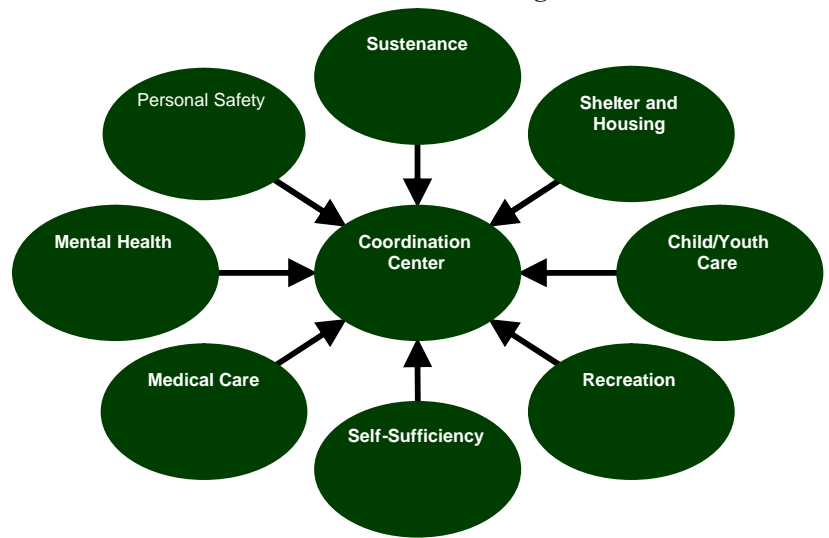 Sustenance
Personal Safety
Shelter and
Housing
Mental Health
Coordination
Center
Child/Youth
Care
Medical Care
Recreation
Self-Sufficiency